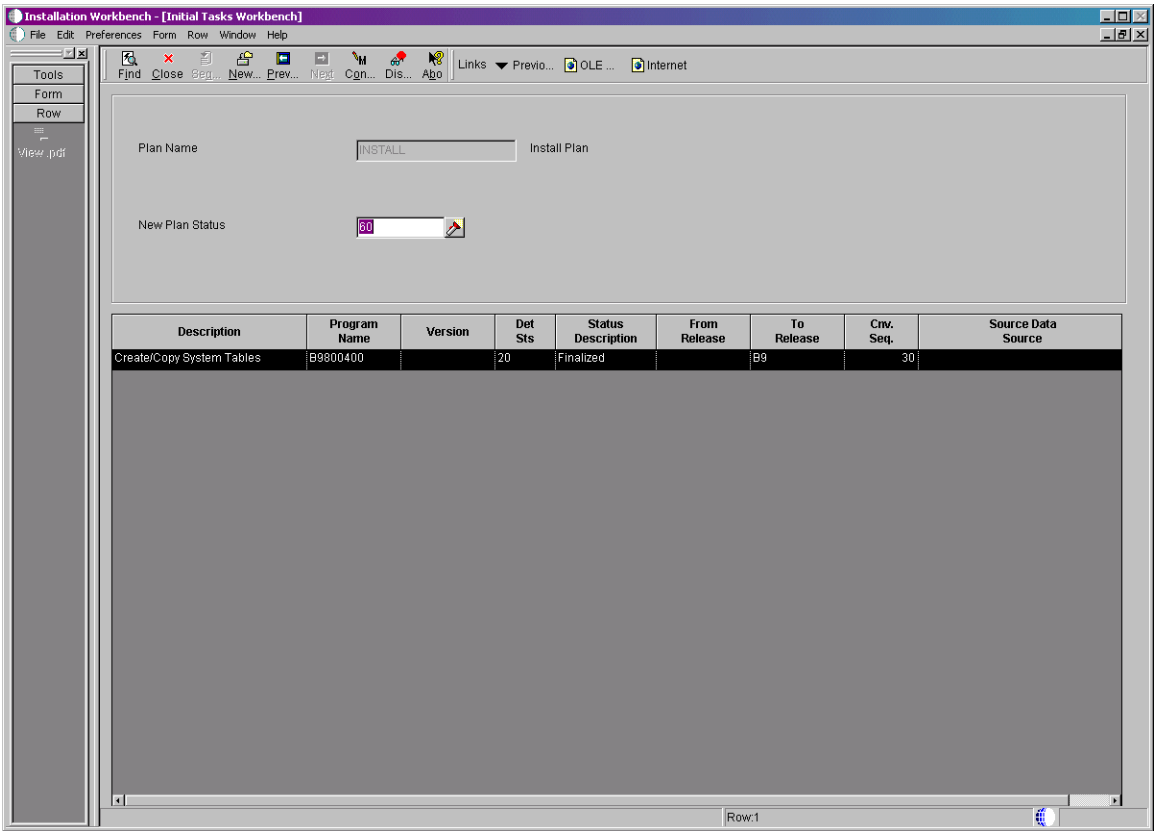 Installation Workbench - [Initial Tasks Workbench]
File Edit Preferences Form Row Window Help
Find Close Beg... New... Prev... Next Con... Dis... Abo Links Previo... OLE ... Internet
Tools
Form
Row
View .pdf
Plan Name INSTALL Install Plan
New Plan Status 60
Description Program Name Version Det Sts Status Description From Release To Release Cnv. Seq. Source Data Source
Create/Copy System Tables B9800400 20 Finalized B9 30
Row:1